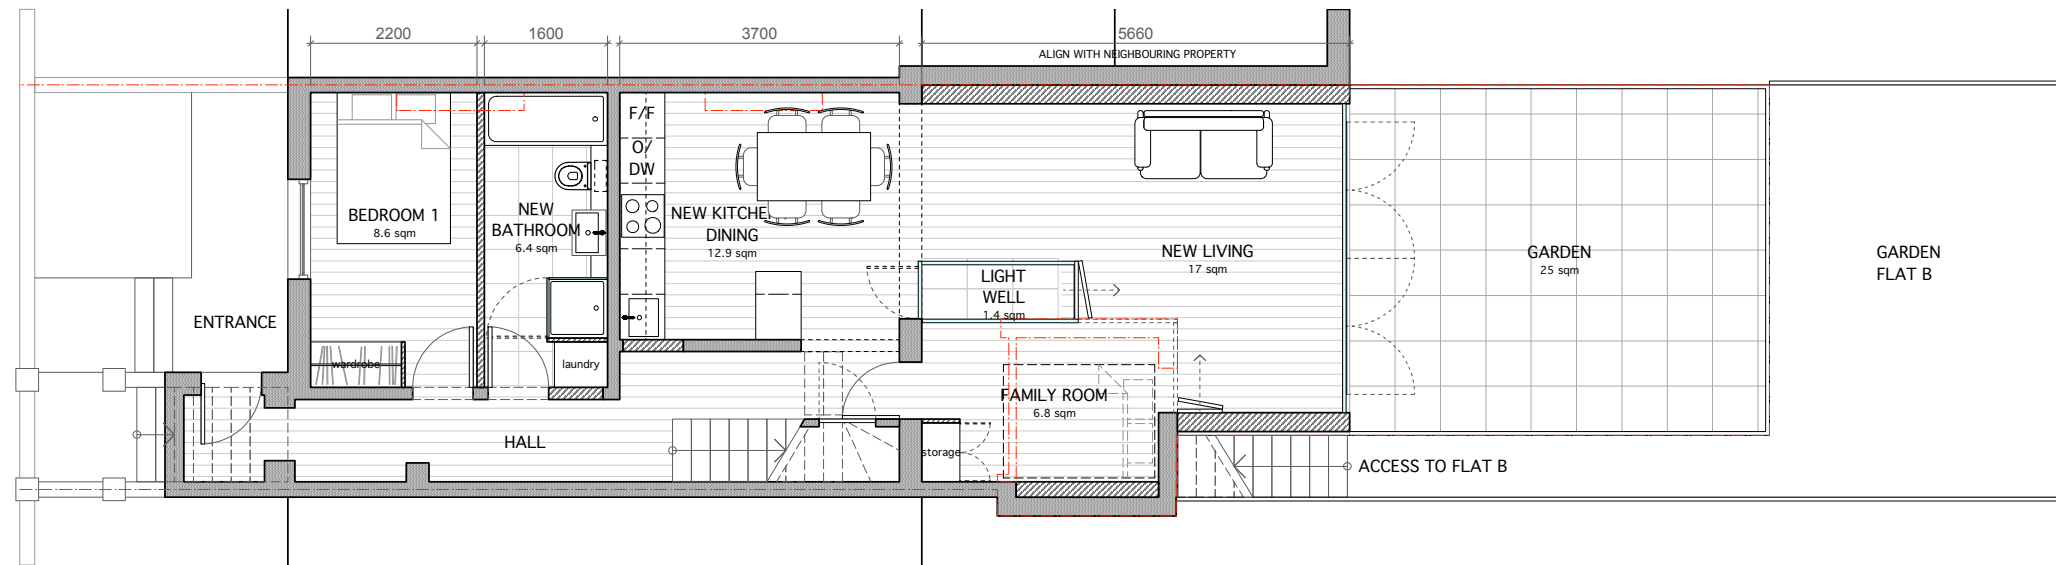 2200
1600
3700
5660
ALIGN WITH NEIGHBOURING PROPERTY
F/F
O/
DW
BEDROOM 1
8.6 sqm
NEW
BATHROOM
6.4 sqm
NEW KITCHE
DINING
12.9 sqm
NEW LIVING
17 sqm
LIGHT
WELL
1.4 sqm
GARDEN
25 sqm
GARDEN
FLAT B
ENTRANCE
wardrobe
laundry
FAMILY ROOM
6.8 sqm
HALL
storage
ACCESS TO FLAT B